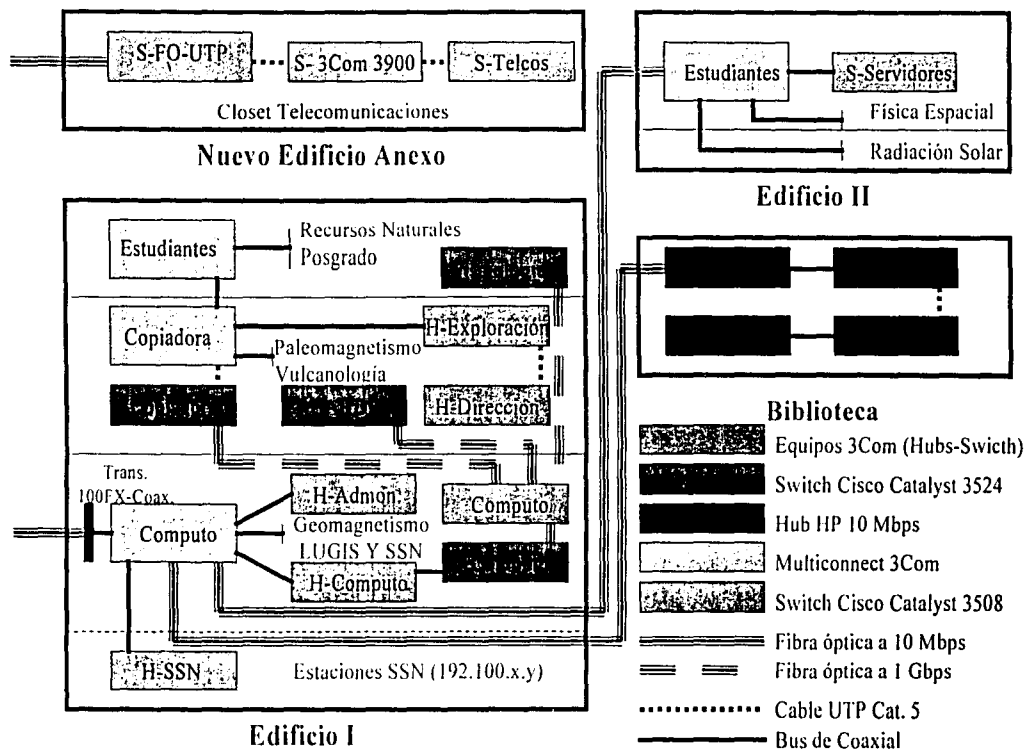 S-FO-UTP
S- 3Com 3900
S-Telcos
Closet Telecomunicaciones
Nuevo Edificio Anexo
Estudiantes
S-Servidores
Física Espacial
Radiación Solar
Edificio II
Estudiantes
Recursos Naturales
Posgrado
Copiadora
H-Exploración
Paleomagnetismo
Vulcanología
H-Dirección
Trans.
100FX-Coax.
Computo
H-Admón
Geomagnetismo
LUGIS Y SSN
H-Computo
Computo
H-SSN
Estaciones SSN (192.100.x.y)
Edificio I
Biblioteca
Equipos 3Com (Hubs-Swicth)
Switch Cisco Catalyst 3524
Hub HP 10 Mbps
Multiconnect 3Com
Switch Cisco Catalyst 3508
Fibra óptica a 10 Mbps
Fibra óptica a 1 Gbps
Cable UTP Cat. 5
Bus de Coaxial